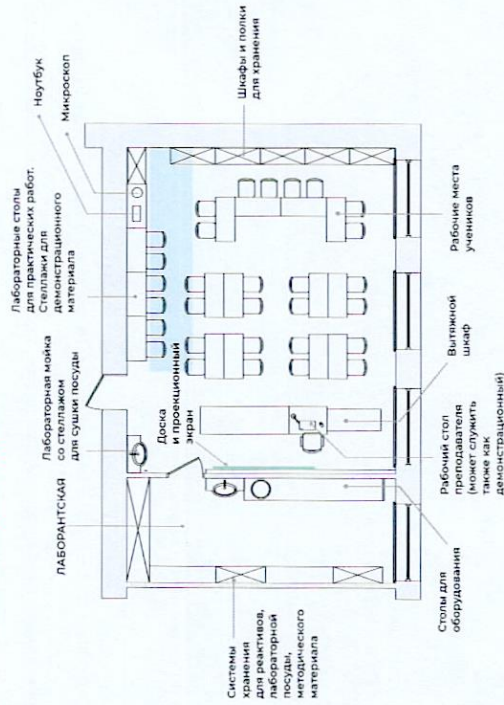 ЛАБОРАНТСКАЯ
Лабораторная мойка
со стеллажом
для сушки посуды
Лабораторные столы
для практических работ.
Стеллажи для
демонстрационного
материала
Ноутбук
Микроскоп
Доска
и проекционный
экран
Системы
хранения
для реактивов,
лабораторной
посуды,
методического
материала
Шкафы и полки
для хранения
Столы для
оборудования
Рабочий стол
преподавателя
(может служить
также как
демонстрационный)
Вытяжной
шкаф
Рабочие места
учеников